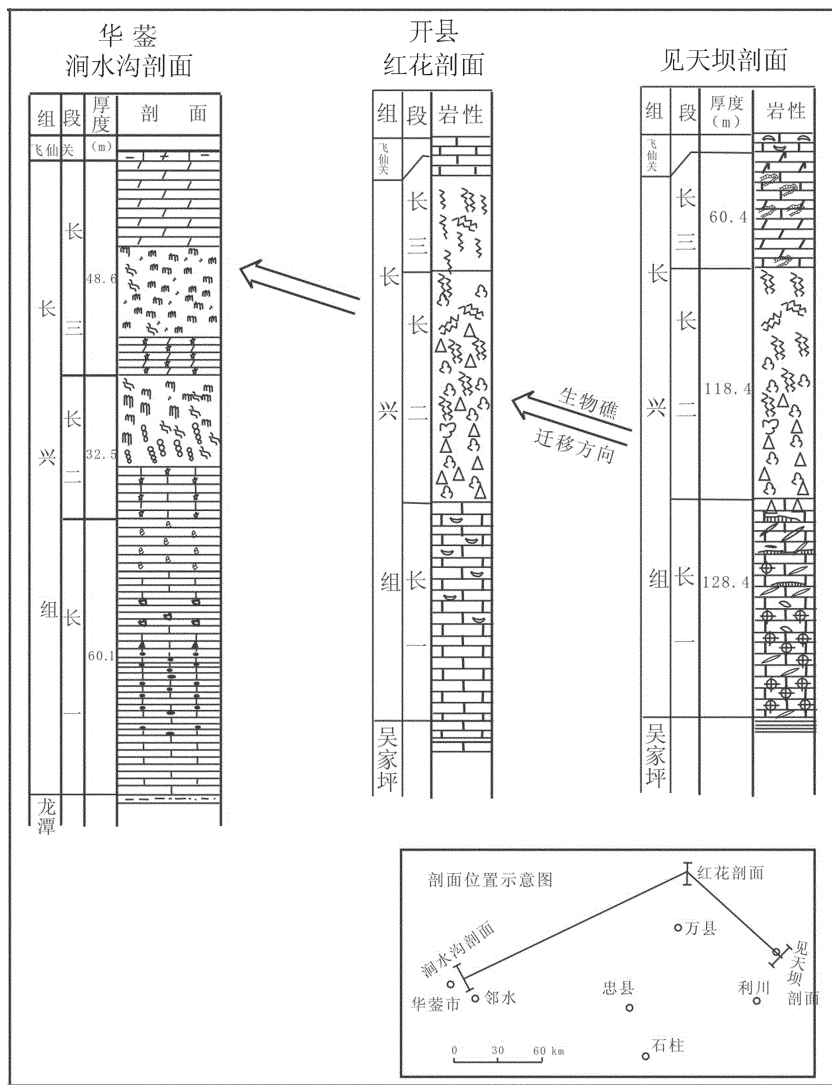 华蓥
涧水沟剖面
组 段 厚度(m) 剖 面
飞仙关
长兴组
长三
48.6
长二
32.5
长一
60.1
龙潭
开县
红花剖面
组 段 岩性
飞仙关
长兴组
长三
长二
长一
吴家坪
生物礁
迁移方向
见天坝剖面
组 段 厚度(m) 岩性
飞仙关
长兴组
长三
60.4
长二
118.4
长一
128.4
吴家坪
剖面位置示意图
红花剖面
万县
见天坝剖面
涧水沟剖面
华蓥市
邻水
忠县
利川
石柱
0 30 60 km